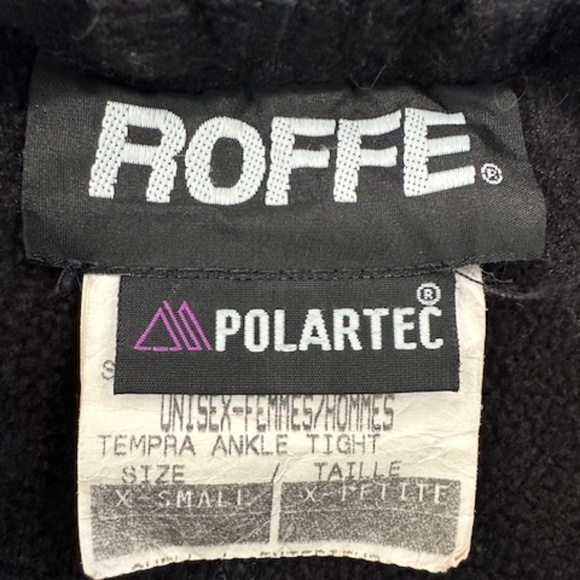 ROFFE®
POLARTEC®
UNISEX-FEMMES/HOMMES
TEMPRA ANKLE TIGHT
SIZE / TAILLE
X SMALL / X-PETITE